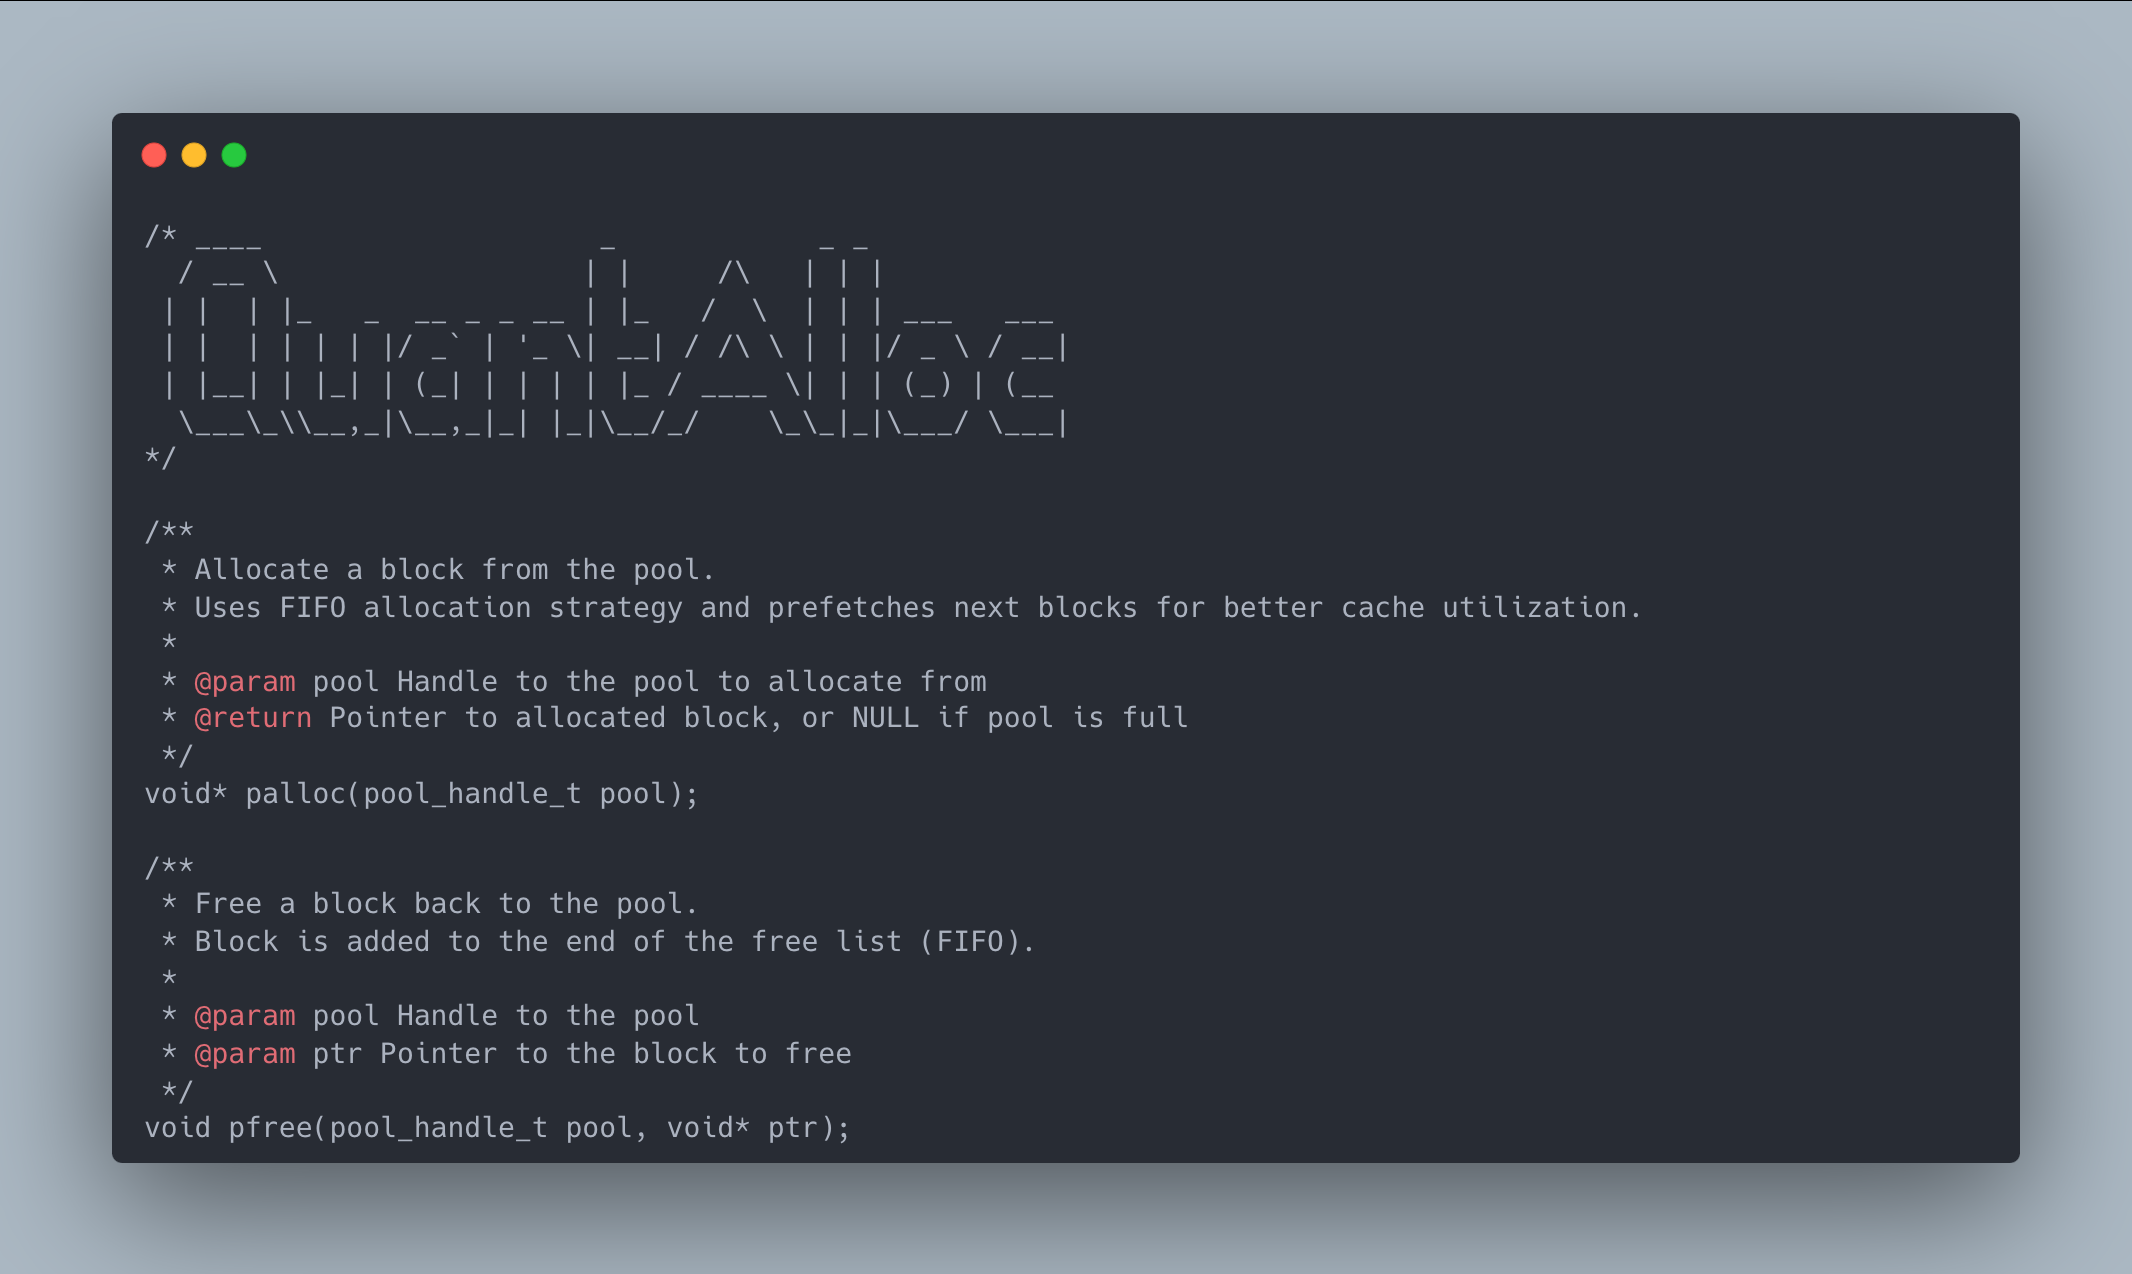 /* ____                    _            _ _
  / __ \                  | |     /\   | | |
 | |  | |_   _  __ _ _ __ | |_   /  \  | | | ___   ___
 | |  | | | | |/ _` | '_ \| __| / /\ \ | | |/ _ \ / __|
 | |__| | |_| | (_| | | | | |_ / ____ \| | | (_) | (__
  \___\_\\__,_|\__,_|_| |_|\__/_/    \_\_|_|\___/ \___|
*/

/**
 * Allocate a block from the pool.
 * Uses FIFO allocation strategy and prefetches next blocks for better cache utilization.
 *
 * @param pool Handle to the pool to allocate from
 * @return Pointer to allocated block, or NULL if pool is full
 */
void* palloc(pool_handle_t pool);

/**
 * Free a block back to the pool.
 * Block is added to the end of the free list (FIFO).
 *
 * @param pool Handle to the pool
 * @param ptr Pointer to the block to free
 */
void pfree(pool_handle_t pool, void* ptr);